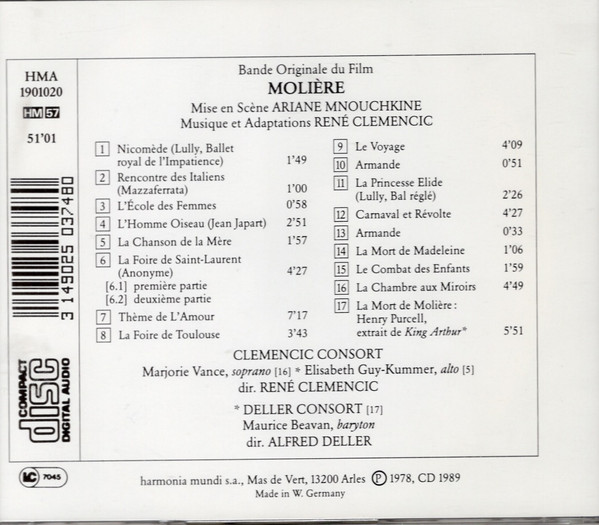 HMA
1901020
HM 57
51'01
3 149025 037480
COMPACT
disc
DIGITAL AUDIO
LC 7045
Bande Originale du Film
MOLIÈRE
Mise en Scène ARIANE MNOUCHKINE
Musique et Adaptations RENÉ CLEMENCIC
1 Nicomède (Lully, Ballet
royal de l'Impatience) 1'49
2 Rencontre des Italiens
(Mazzaferrata) 1'00
3 L'École des Femmes 0'58
4 L'Homme Oiseau (Jean Japart) 2'51
5 La Chanson de la Mère 1'57
6 La Foire de Saint-Laurent
(Anonyme) 4'27
[6.1] première partie
[6.2] deuxième partie
7 Thème de L'Amour 7'17
8 La Foire de Toulouse 3'43
9 Le Voyage 4'09
10 Armande 0'51
11 La Princesse Elide
(Lully, Bal réglé) 2'26
12 Carnaval et Révolte 4'27
13 Armande 0'33
14 La Mort de Madeleine 1'06
15 Le Combat des Enfants 1'59
16 La Chambre aux Miroirs 4'49
17 La Mort de Molière :
Henry Purcell,
extrait de King Arthur* 5'51
CLEMENCIC CONSORT
Marjorie Vance, soprano [16] * Elisabeth Guy-Kummer, alto [5]
dir. RENÉ CLEMENCIC
* DELLER CONSORT [17]
Maurice Beavan, baryton
dir. ALFRED DELLER
harmonia mundi s.a., Mas de Vert, 13200 Arles Ⓟ 1978, CD 1989
Made in W. Germany